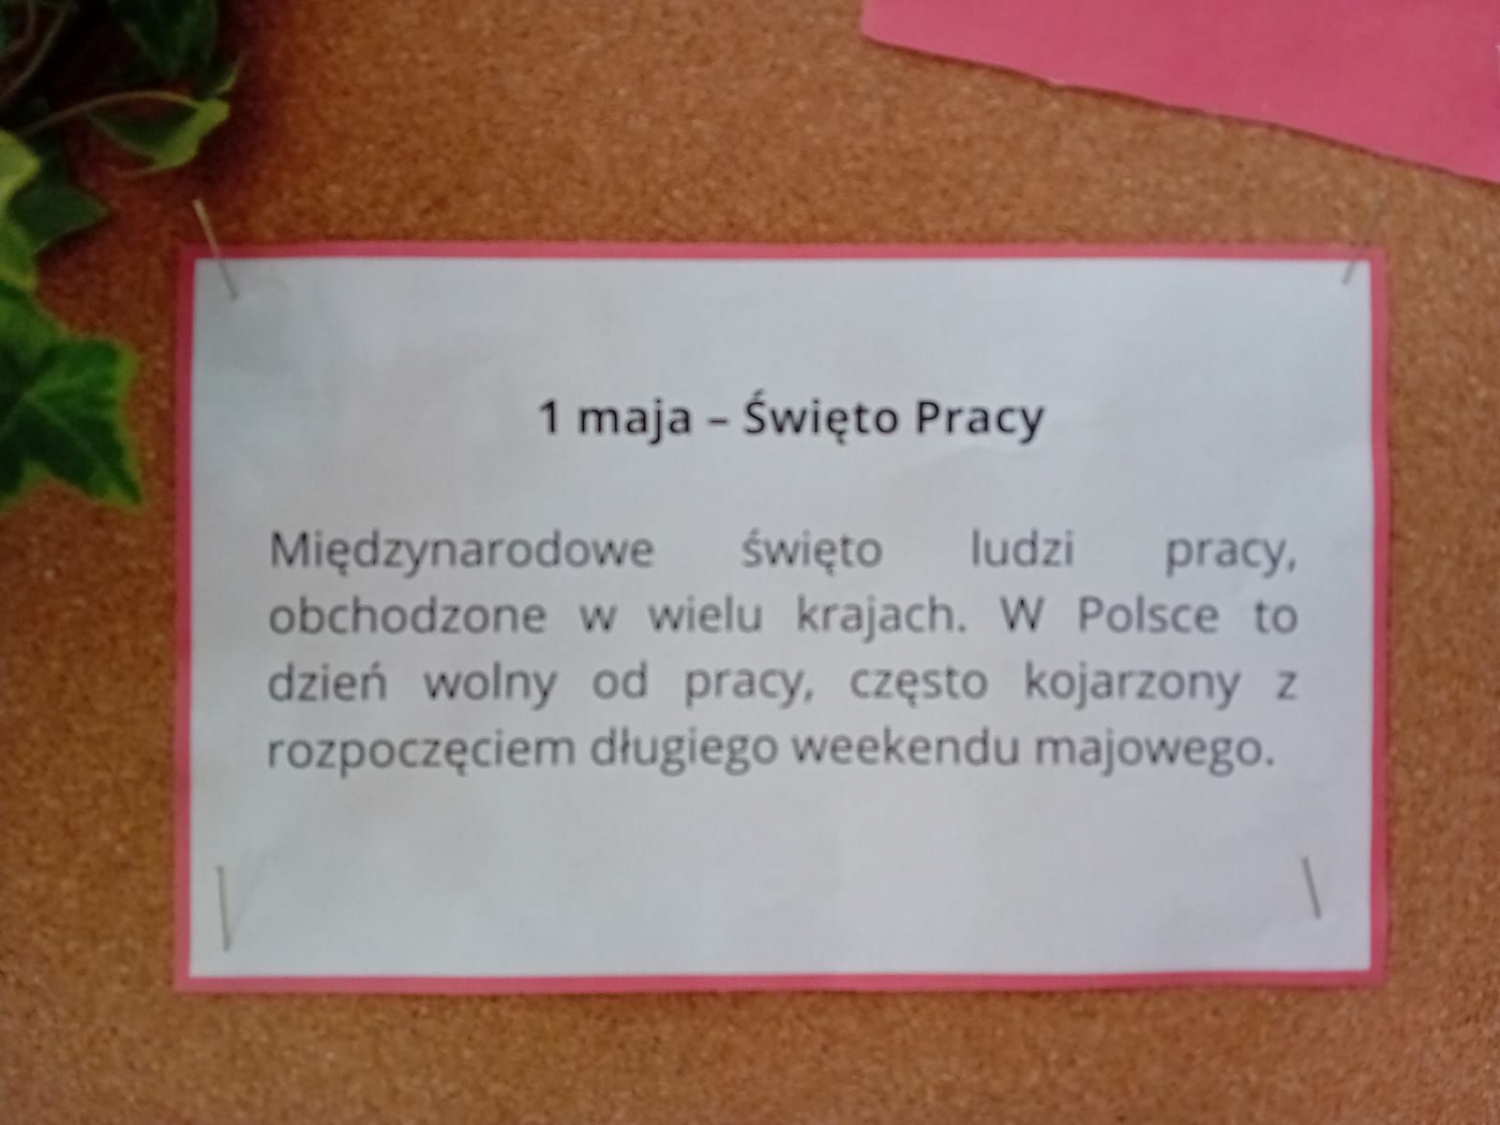 1 maja – Święto Pracy
Międzynarodowe święto ludzi pracy,
obchodzone w wielu krajach. W Polsce to
dzień wolny od pracy, często kojarzony z
rozpoczęciem długiego weekendu majowego.